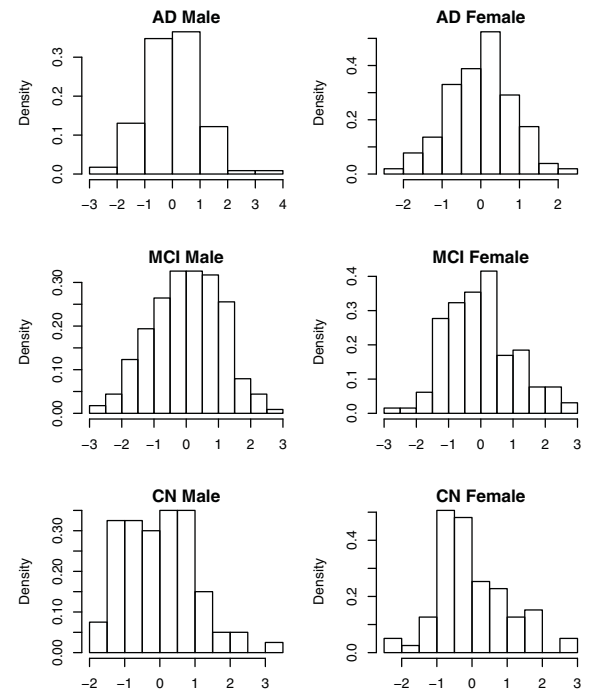 AD Male
AD Female
Density
0.0 0.1 0.2 0.3
−3 −2 −1 0 1 2 3 4
Density
0.0 0.2 0.4
−2 −1 0 1 2
MCI Male
MCI Female
Density
0.00 0.10 0.20 0.30
−3 −2 −1 0 1 2 3
Density
0.0 0.1 0.2 0.3 0.4
−3 −2 −1 0 1 2 3
CN Male
CN Female
Density
0.00 0.10 0.20 0.30
−2 −1 0 1 2 3
Density
0.0 0.2 0.4
−2 −1 0 1 2 3